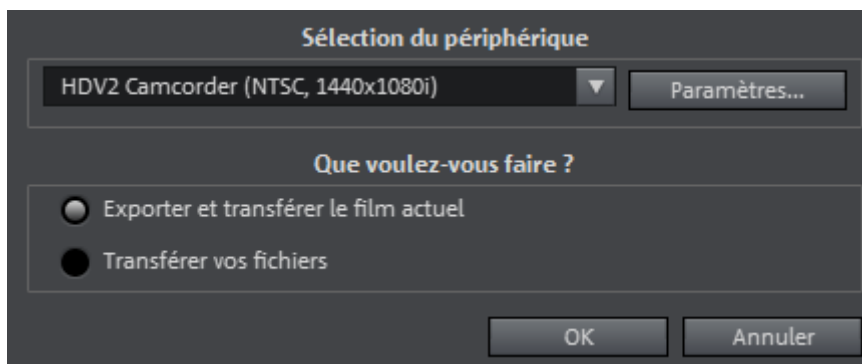 Sélection du périphérique
HDV2 Camcorder (NTSC, 1440x1080i)
Paramètres...
Que voulez-vous faire ?
Exporter et transférer le film actuel
Transférer vos fichiers
OK
Annuler